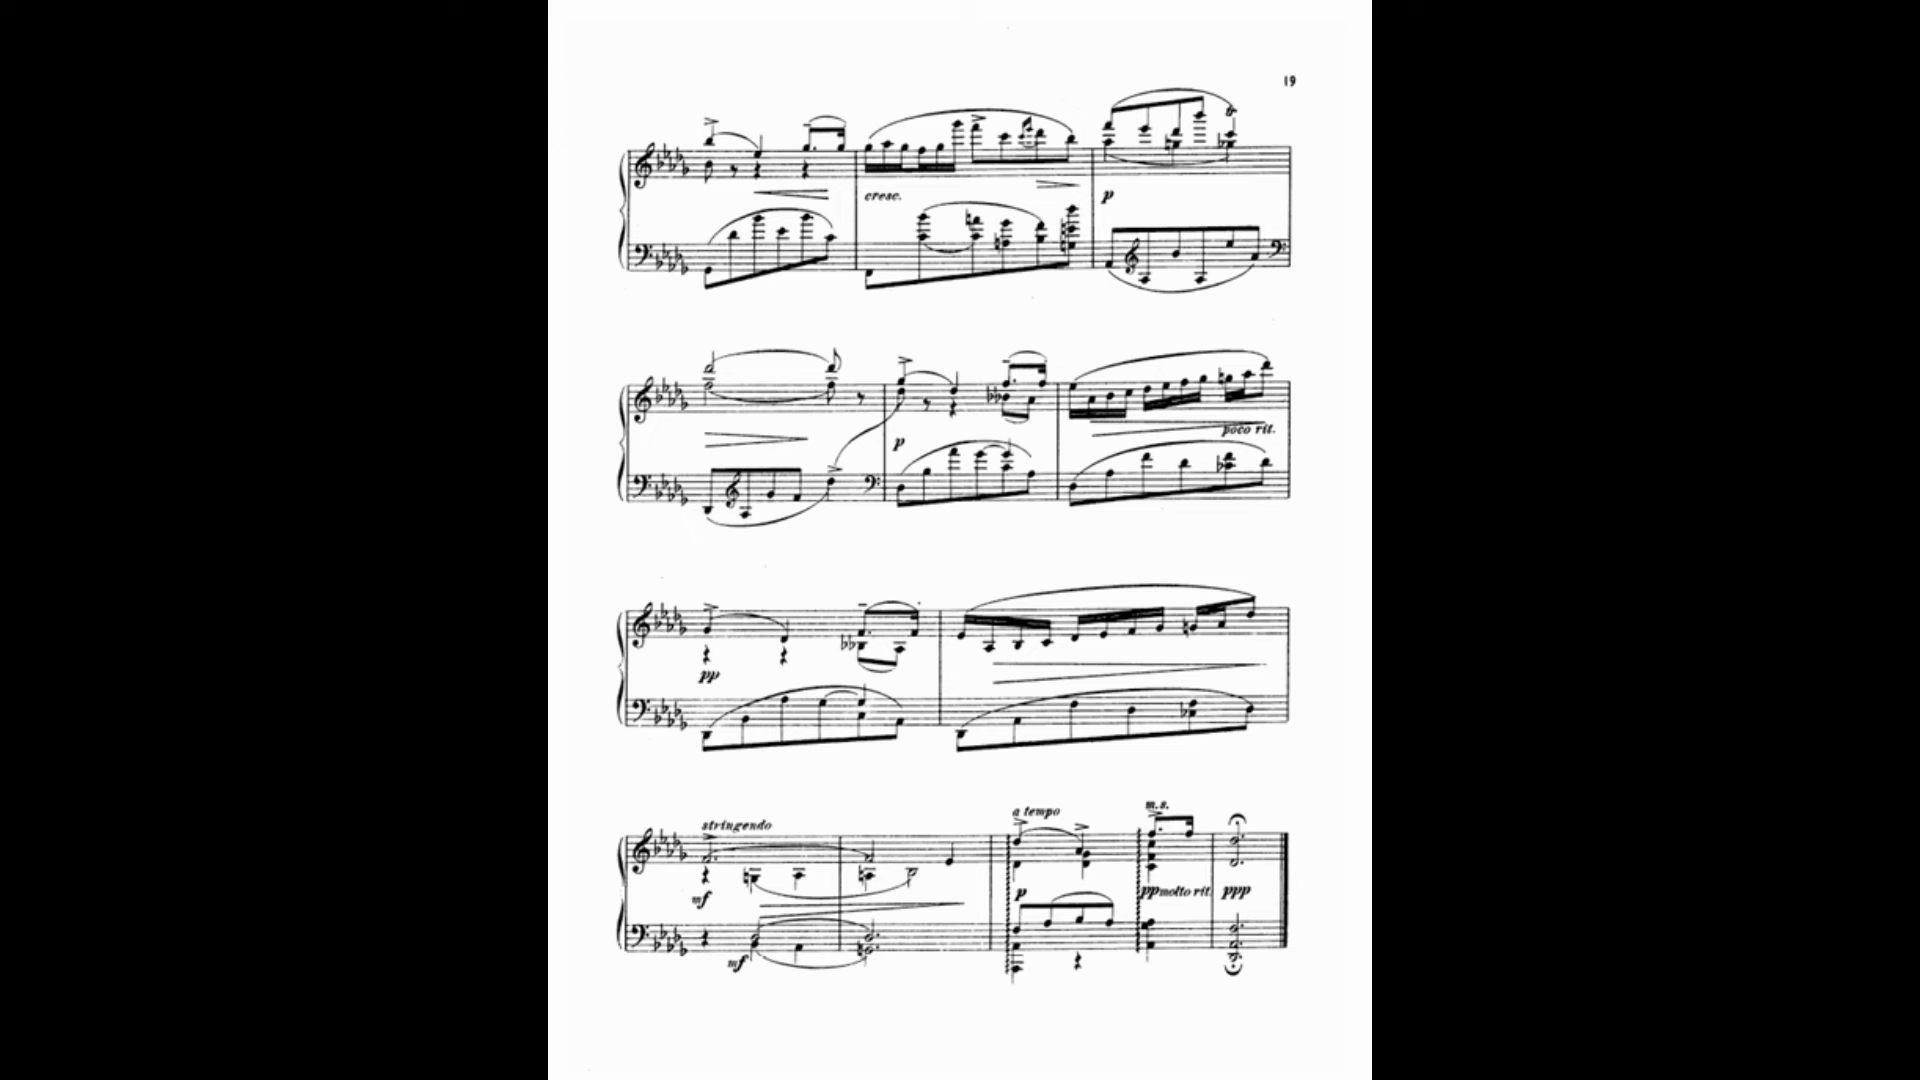 19
cresc.
p
p
poco rit.
pp
a tempo
m.s.
stringendo
mf
p
pp molto rit.
ppp
mf